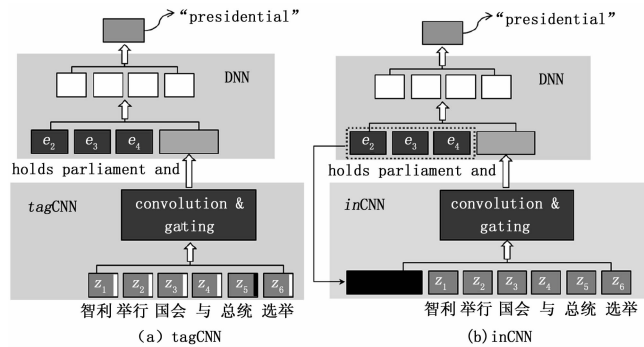 “presidential”
DNN
e2 e3 e4
holds parliament and
tagCNN
convolution & gating
z1 z2 z3 z4 z5 z6
智利 举行 国会 与 总统 选举
(a) tagCNN
“presidential”
DNN
e2 e3 e4
holds parliament and
inCNN
convolution & gating
z1 z2 z3 z4 z5 z6
智利 举行 国会 与 总统 选举
(b) inCNN